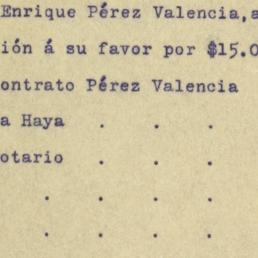 Enrique Pérez Valencia, a
ión á su favor por $15.0
ontrato Pérez Valencia
a Haya . . .
otario . . .
. . . .
. . . .